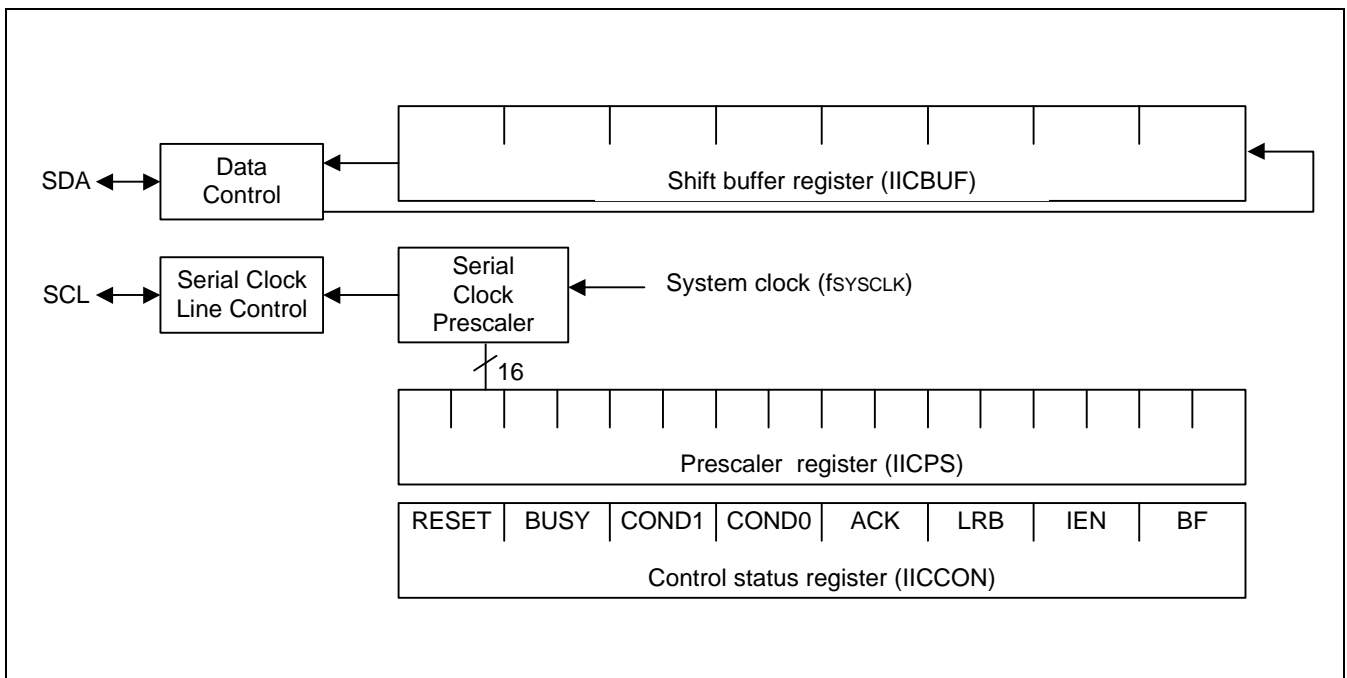 SDA
Data
Control
Shift buffer register (IICBUF)
SCL
Serial Clock
Line Control
Serial
Clock
Prescaler
System clock (fSYSCLK)
16
Prescaler register (IICPS)
RESET BUSY COND1 COND0 ACK LRB IEN BF
Control status register (IICCON)